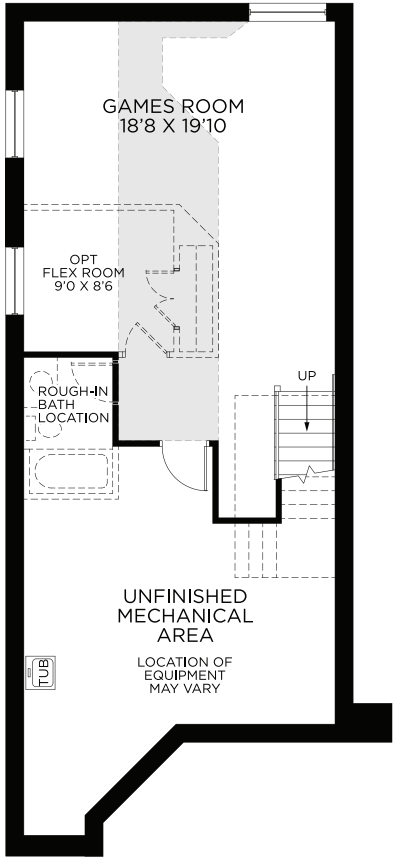 GAMES ROOM
18'8 X 19'10
OPT
FLEX ROOM
9'0 X 8'6
UP
ROUGH-IN
BATH
LOCATION
UNFINISHED
MECHANICAL
AREA
LOCATION OF
EQUIPMENT
MAY VARY
TUB